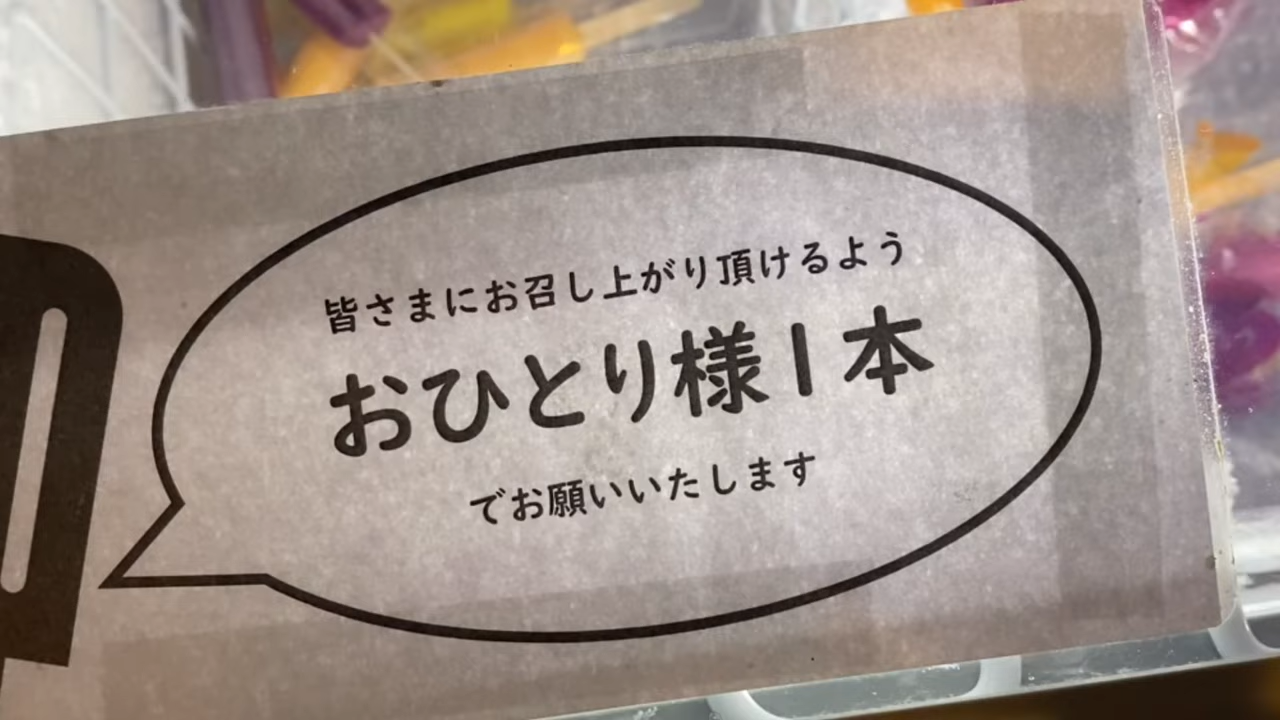 皆さまにお召し上がり頂けるよう
おひとり様1本
でお願いいたします